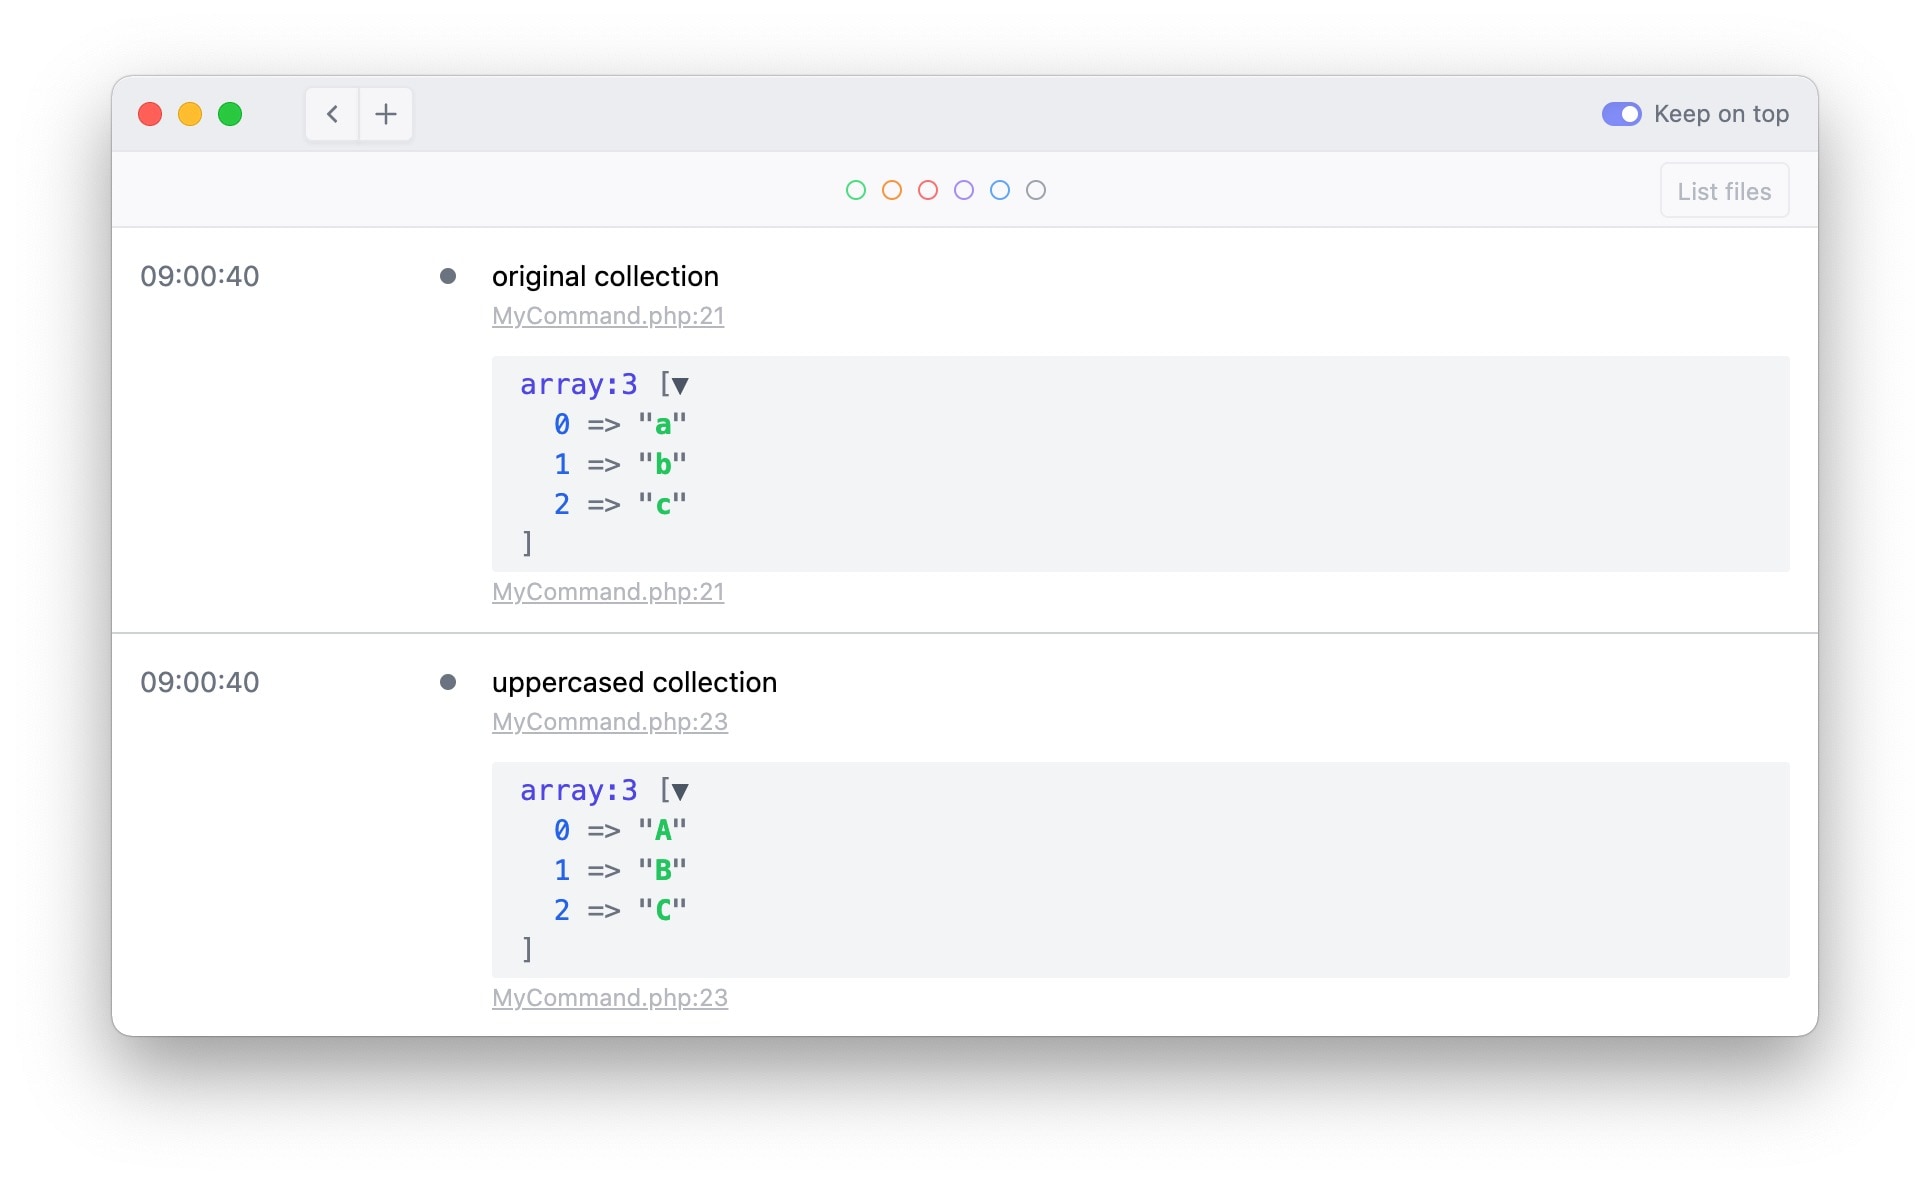 Keep on top
List files
09:00:40
original collection
MyCommand.php:21
array:3 [▼
  0 => "a"
  1 => "b"
  2 => "c"
]
MyCommand.php:21
09:00:40
uppercased collection
MyCommand.php:23
array:3 [▼
  0 => "A"
  1 => "B"
  2 => "C"
]
MyCommand.php:23